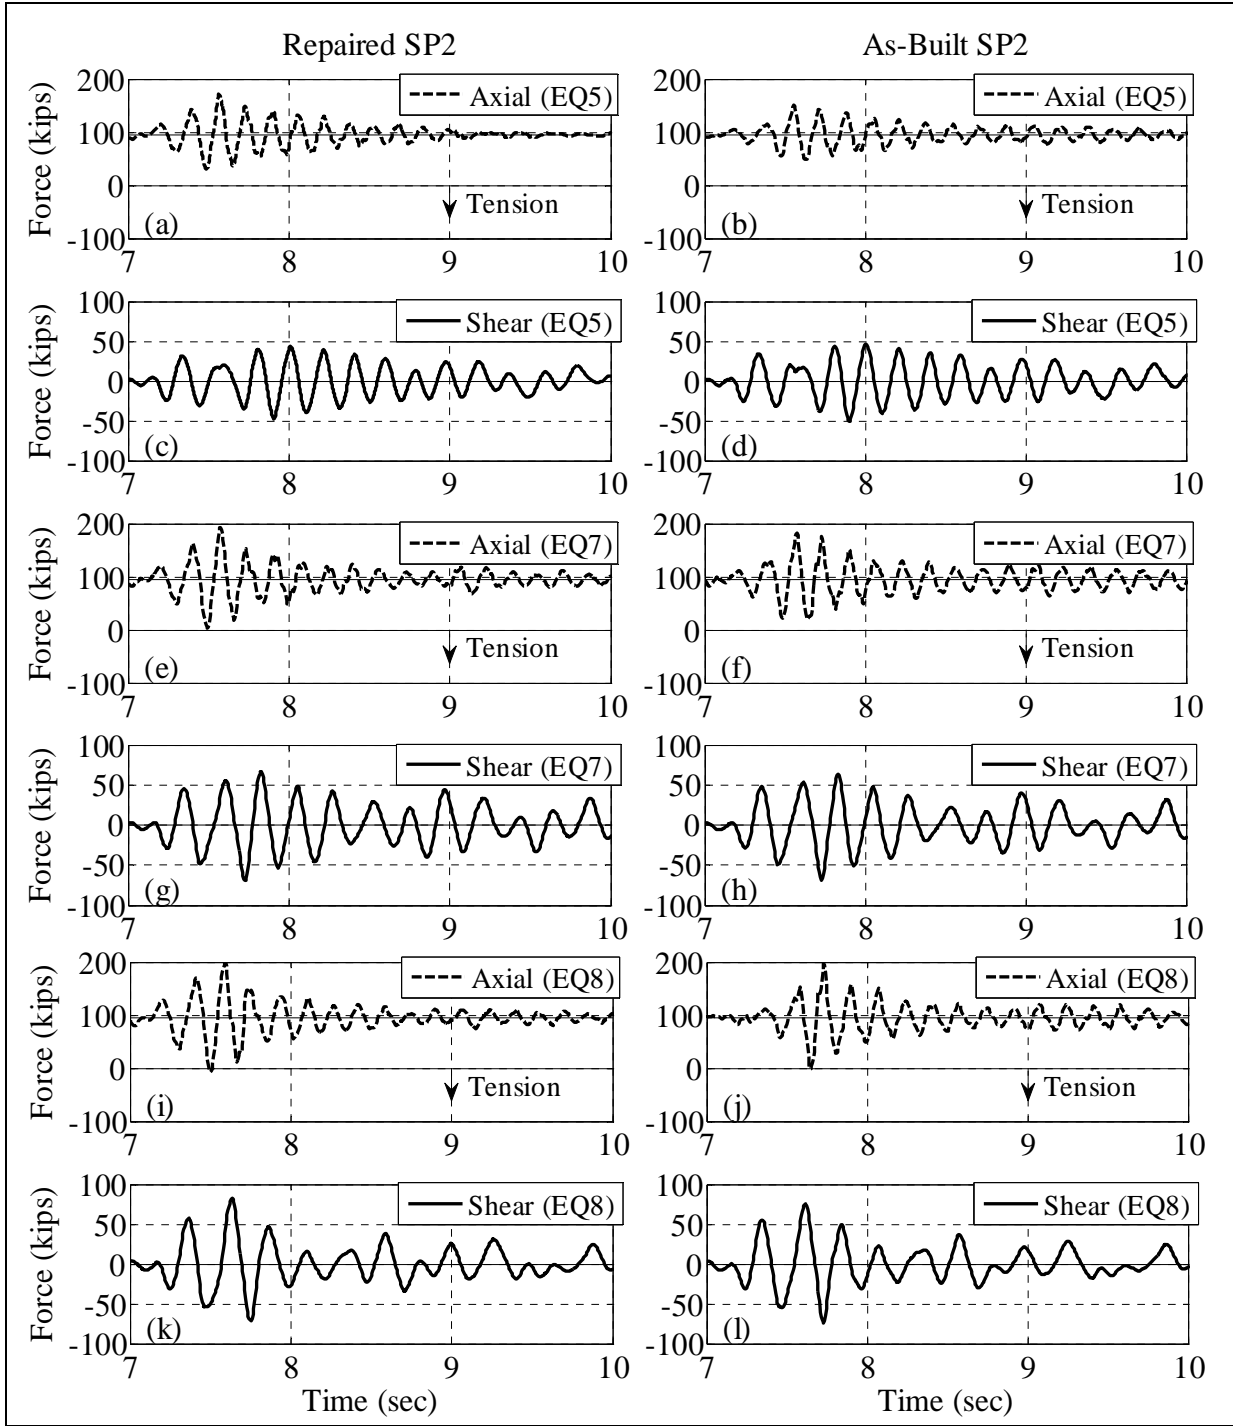 Repaired SP2 As-Built SP2
200 Axial (EQ5) 200 Axial (EQ5)
100 100
0 0
Tension Tension
-100 (a) -100 (b)
7 8 9 10 7 8 9 10
Force (kips)
100 Shear (EQ5) 100 Shear (EQ5)
50 50
0 0
-50 -50
-100 (c) -100 (d)
7 8 9 10 7 8 9 10
Force (kips)
200 Axial (EQ7) 200 Axial (EQ7)
100 100
0 0
Tension Tension
-100 (e) -100 (f)
7 8 9 10 7 8 9 10
Force (kips)
100 Shear (EQ7) 100 Shear (EQ7)
50 50
0 0
-50 -50
-100 (g) -100 (h)
7 8 9 10 7 8 9 10
Force (kips)
200 Axial (EQ8) 200 Axial (EQ8)
100 100
0 0
Tension Tension
-100 (i) -100 (j)
7 8 9 10 7 8 9 10
Force (kips)
100 Shear (EQ8) 100 Shear (EQ8)
50 50
0 0
-50 -50
-100 (k) -100 (l)
7 8 9 10 7 8 9 10
Force (kips)
Time (sec) Time (sec)